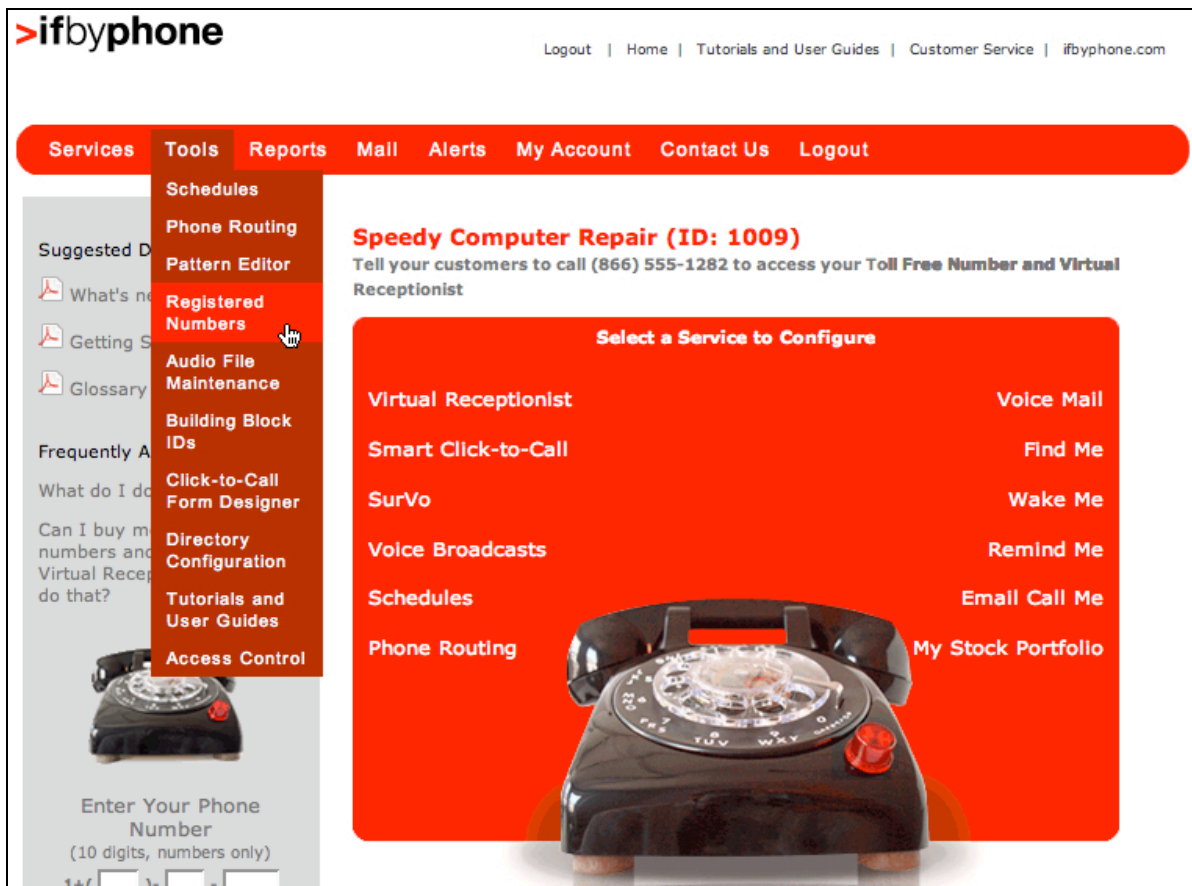 >ifbyphone
Logout | Home | Tutorials and User Guides | Customer Service | ifbyphone.com
Services Tools Reports Mail Alerts My Account Contact Us Logout
Schedules
Phone Routing
Pattern Editor
Registered
Numbers
Audio File
Maintenance
Building Block
IDs
Click-to-Call
Form Designer
Directory
Configuration
Tutorials and
User Guides
Access Control
Suggested D
What's ne
Getting S
Glossary
Frequently A
What do I do
Can I buy m
numbers and
Virtual Recep
do that?
Enter Your Phone
Number
(10 digits, numbers only)
1+( )- -
Speedy Computer Repair (ID: 1009)
Tell your customers to call (866) 555-1282 to access your Toll Free Number and Virtual
Receptionist
Select a Service to Configure
Virtual Receptionist
Smart Click-to-Call
SurVo
Voice Broadcasts
Schedules
Phone Routing
Voice Mail
Find Me
Wake Me
Remind Me
Email Call Me
My Stock Portfolio
TUV
WXY